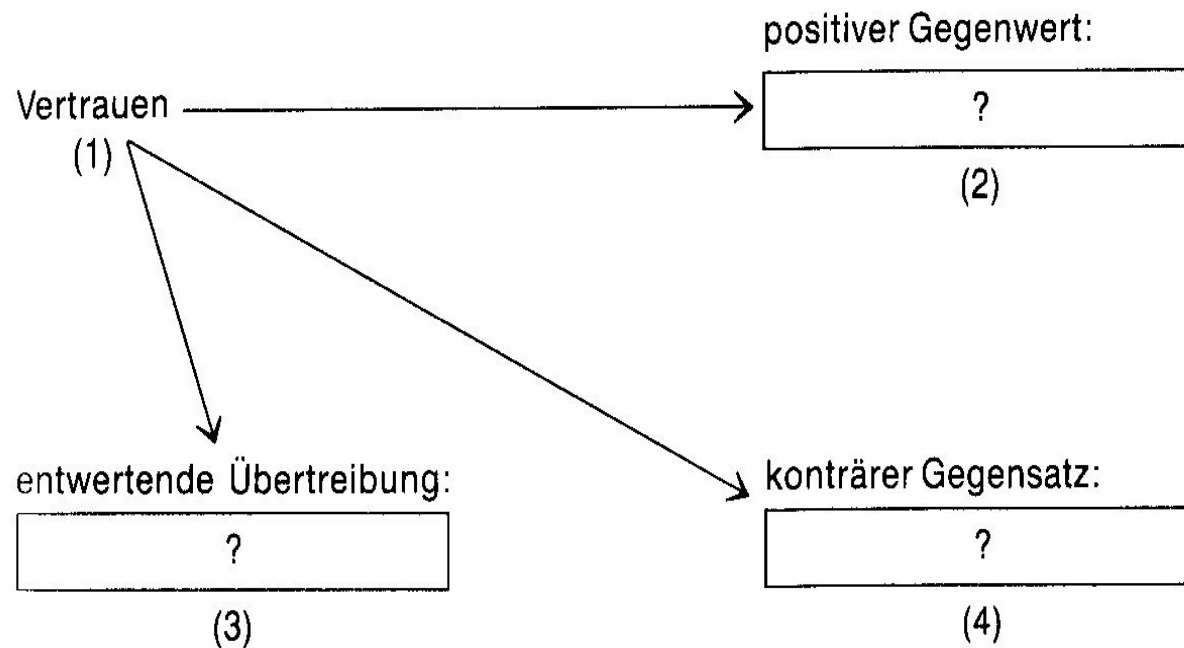 positiver Gegenwert:
Vertrauen
?
(1)
(2)
entwertende Übertreibung:
konträrer Gegensatz:
?
?
(3)
(4)